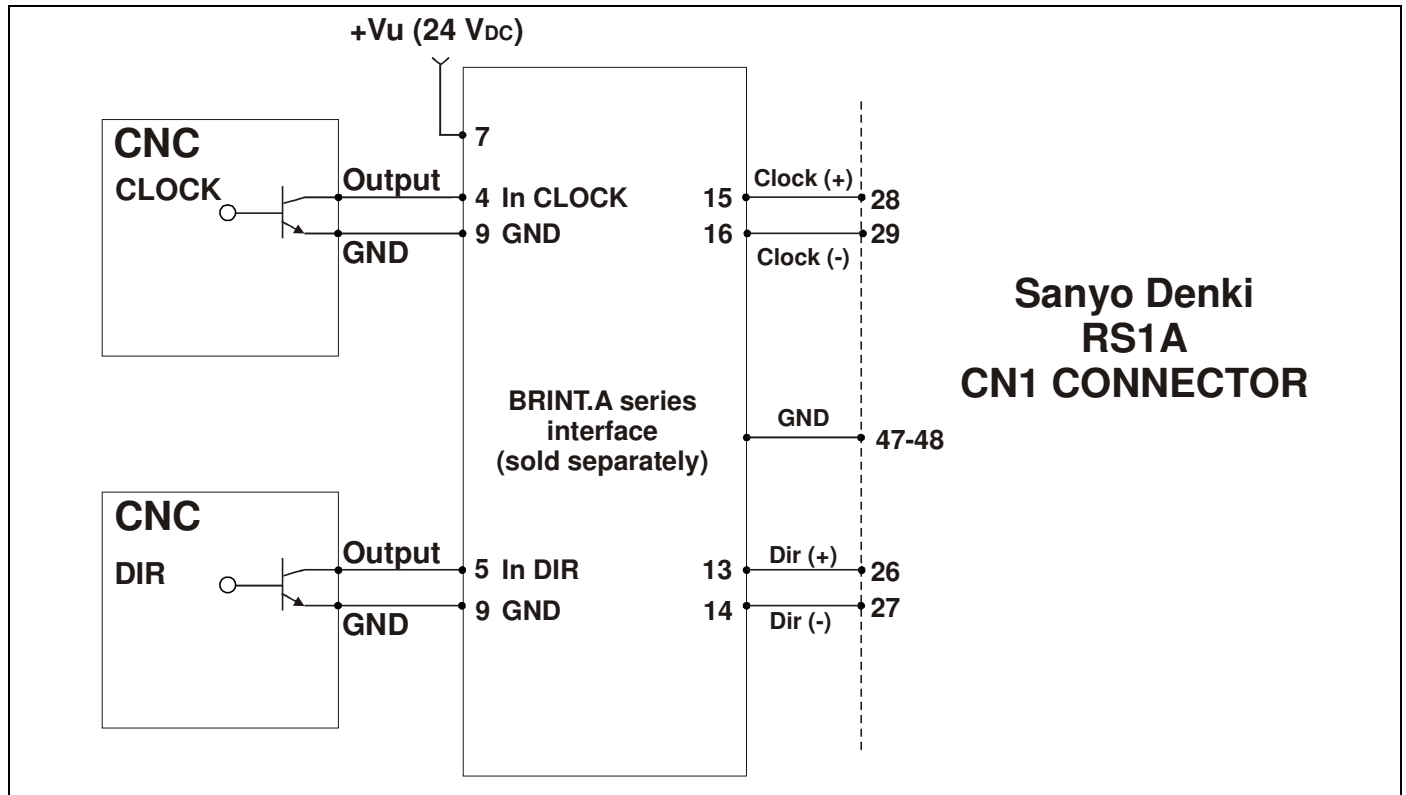 +Vu (24 VDC)
7
CNC
CLOCK
Output
GND
4 In CLOCK
9 GND
15
16
Clock (+)
Clock (-)
28
29
Sanyo Denki
RS1A
CN1 CONNECTOR
BRINT.A series
interface
(sold separately)
GND
47-48
CNC
DIR
Output
GND
5 In DIR
9 GND
13
14
Dir (+)
Dir (-)
26
27